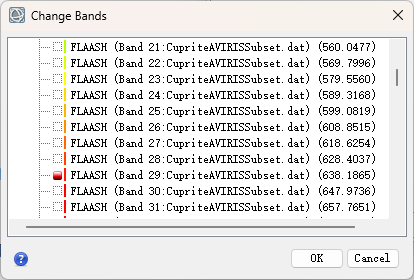 Change Bands
FLAASH (Band 21:CupriteAVIRISSubset.dat) (560.0477)
FLAASH (Band 22:CupriteAVIRISSubset.dat) (569.7996)
FLAASH (Band 23:CupriteAVIRISSubset.dat) (579.5560)
FLAASH (Band 24:CupriteAVIRISSubset.dat) (589.3168)
FLAASH (Band 25:CupriteAVIRISSubset.dat) (599.0819)
FLAASH (Band 26:CupriteAVIRISSubset.dat) (608.8515)
FLAASH (Band 27:CupriteAVIRISSubset.dat) (618.6254)
FLAASH (Band 28:CupriteAVIRISSubset.dat) (628.4037)
FLAASH (Band 29:CupriteAVIRISSubset.dat) (638.1865)
FLAASH (Band 30:CupriteAVIRISSubset.dat) (647.9736)
FLAASH (Band 31:CupriteAVIRISSubset.dat) (657.7651)
? OK Cancel